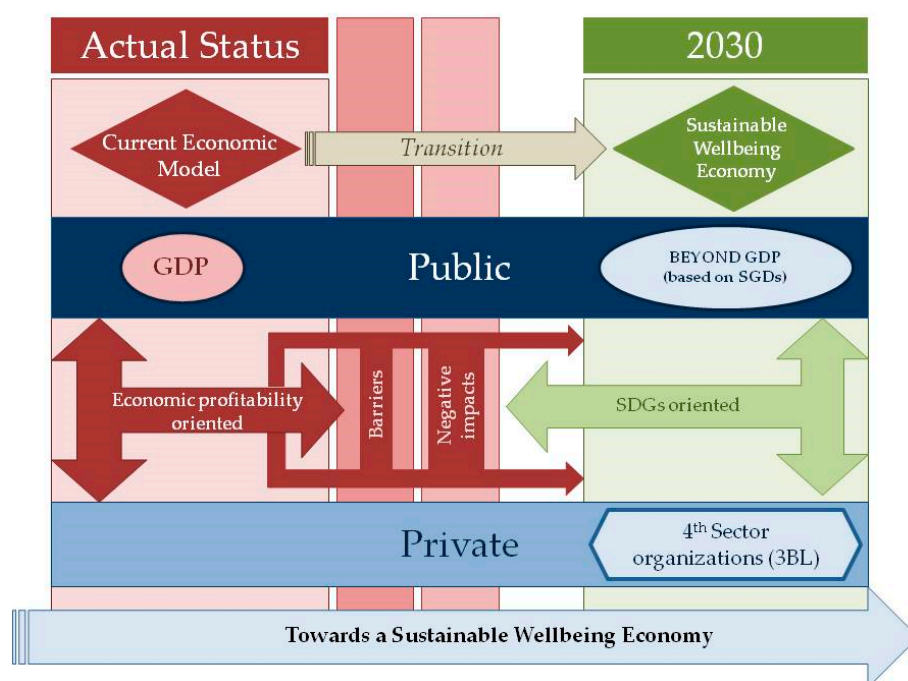 Actual Status
2030
Current Economic
Model
Transition
Sustainable
Wellbeing
Economy
GDP
Public
BEYOND GDP
(based on SGDs)
Economic profitability
oriented
Barriers
Negative
impacts
SDGs oriented
Private
4th Sector
organizations (3BL)
Towards a Sustainable Wellbeing Economy